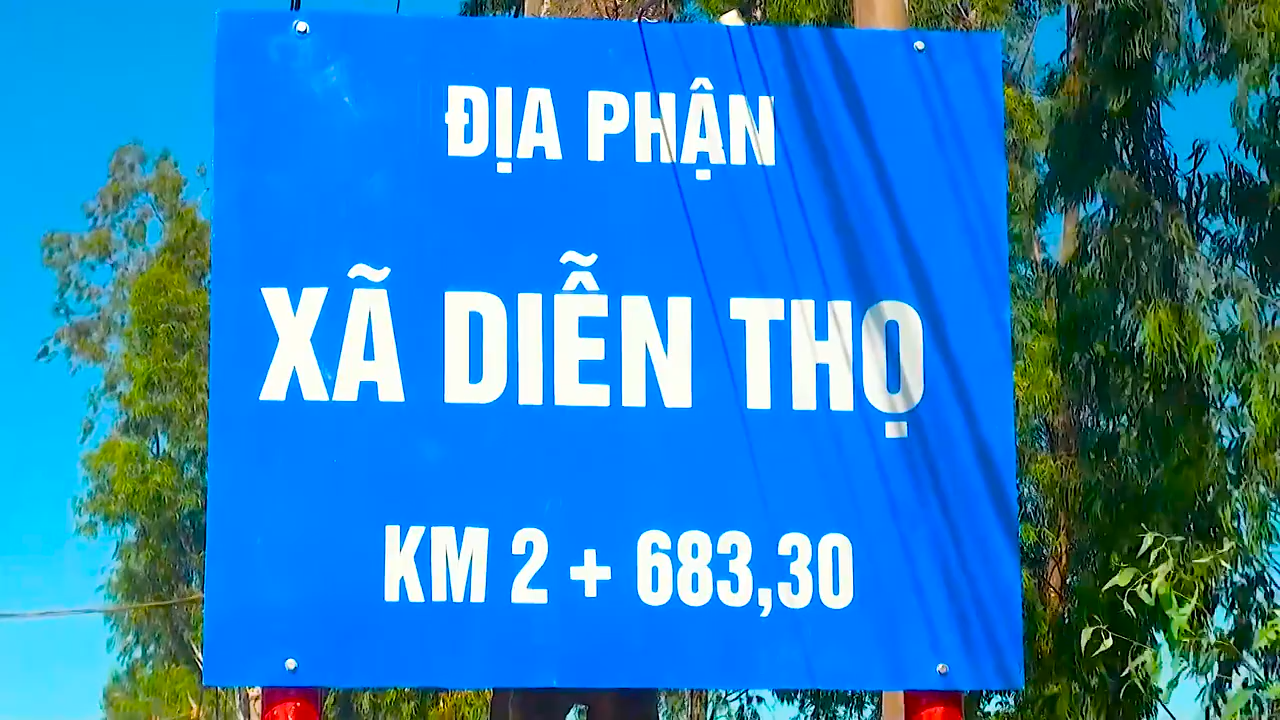 ĐỊA PHẬN
XÃ DIỄN THỌ
KM 2 + 683,30